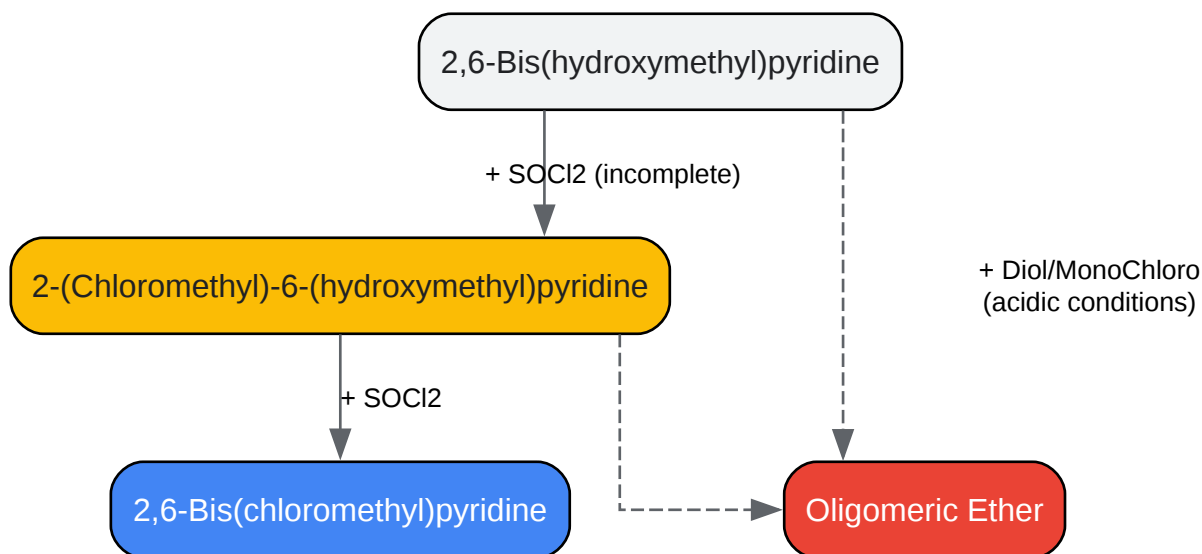 2,6-Bis(hydroxymethyl)pyridine
+ SOCl2 (incomplete)
2-(Chloromethyl)-6-(hydroxymethyl)pyridine
+ Diol/MonoChloro
(acidic conditions)
+ SOCl2
2,6-Bis(chloromethyl)pyridine
Oligomeric Ether